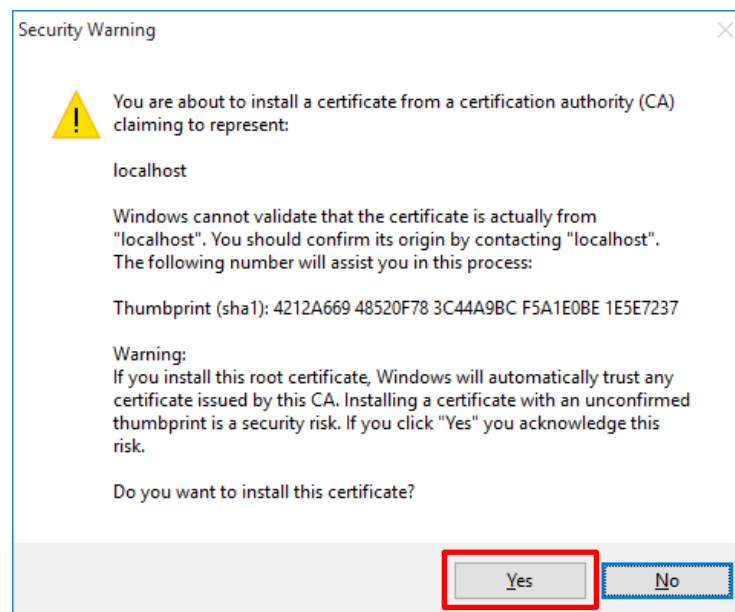 Security Warning
You are about to install a certificate from a certification authority (CA)
claiming to represent:
localhost
Windows cannot validate that the certificate is actually from
"localhost". You should confirm its origin by contacting "localhost".
The following number will assist you in this process:
Thumbprint (sha1): 4212A669 48520F78 3C44A9BC F5A1E0BE 1E5E7237
Warning:
If you install this root certificate, Windows will automatically trust any
certificate issued by this CA. Installing a certificate with an unconfirmed
thumbprint is a security risk. If you click "Yes" you acknowledge this
risk.
Do you want to install this certificate?
Yes No